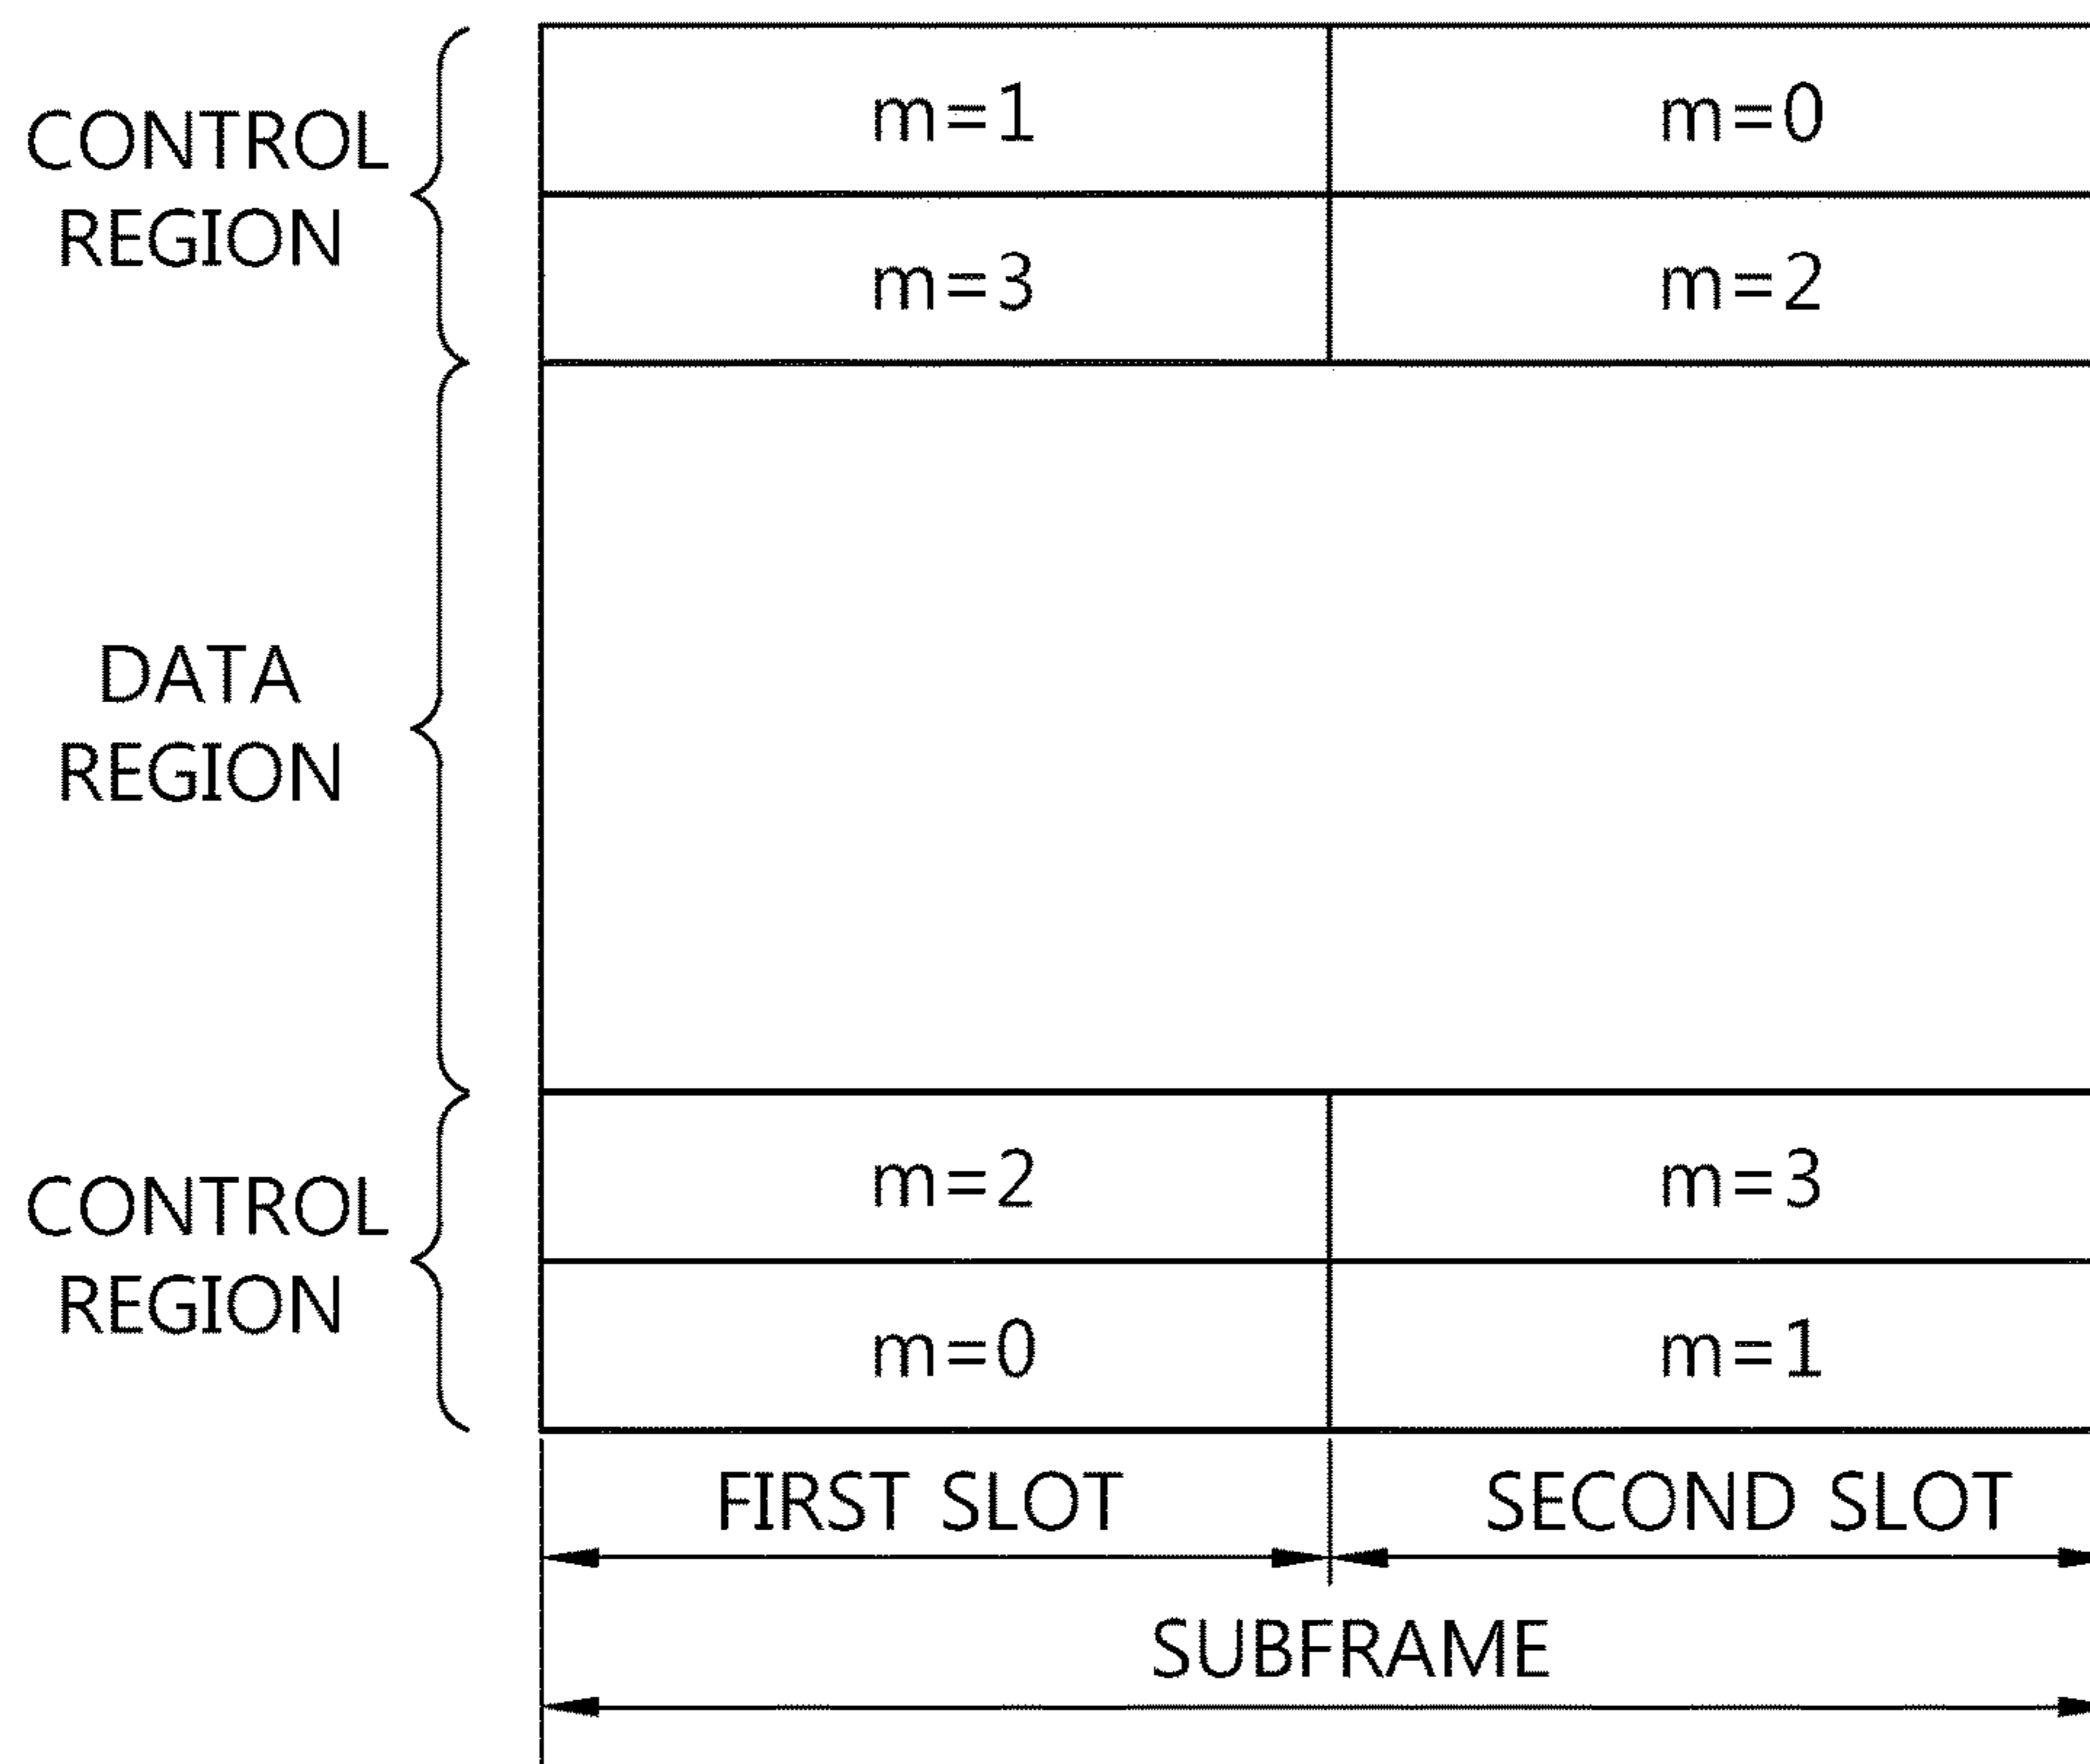 CONTROL
REGION
m=1
m=0
m=3
m=2
DATA
REGION
CONTROL
REGION
m=2
m=3
m=0
m=1
FIRST SLOT
SECOND SLOT
SUBFRAME